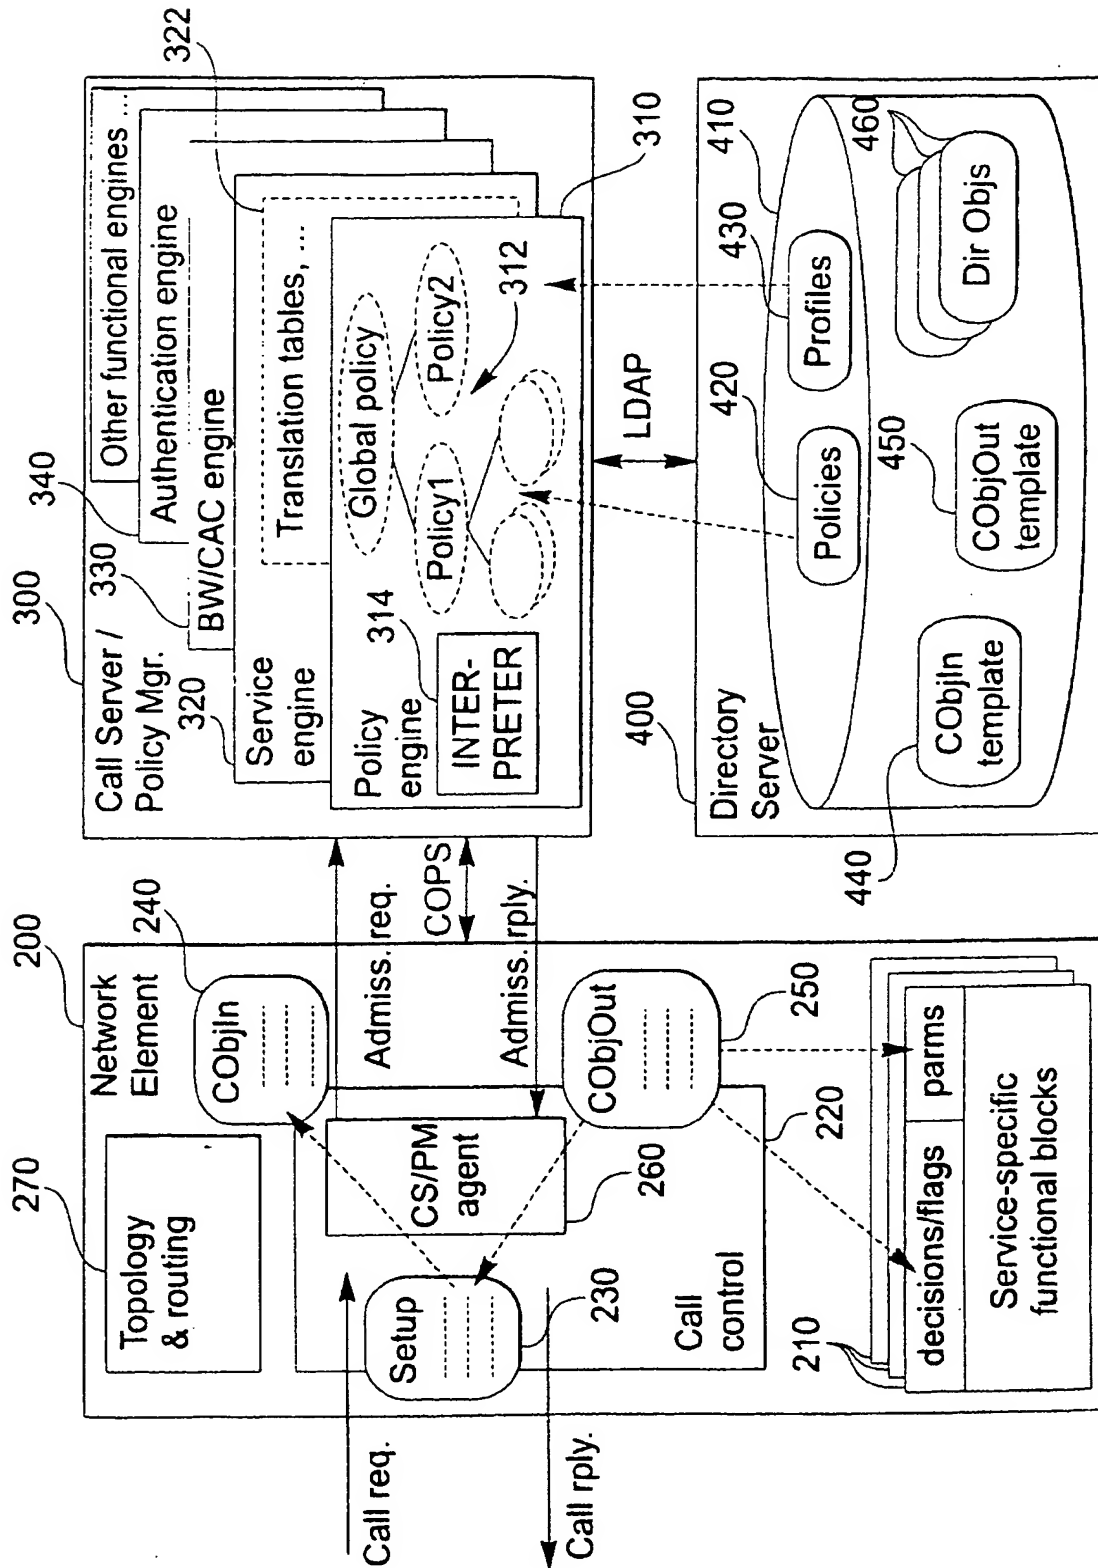 200
Network
Element
270
Topology
& routing
240
CObjIn
Call req.
Setup
230
CS/PM
agent
260
Admiss. req.
COPS
Admiss. rply.
Call rply.
CObjOut
250
Call
control
220
210
decisions/flags
parms
Service-specific
functional blocks
300
Call Server /
Policy Mgr.
340
Other functional engines ...
Authentication engine
330
BW/CAC engine
322
320
Service
engine
Translation tables, ...
Policy
engine
314
INTER-
PRETER
Global policy
Policy1
Policy2
312
310
LDAP
400
Directory
Server
420
Policies
430
Profiles
410
440
CObjIn
template
450
CObjOut
template
460
Dir Objs